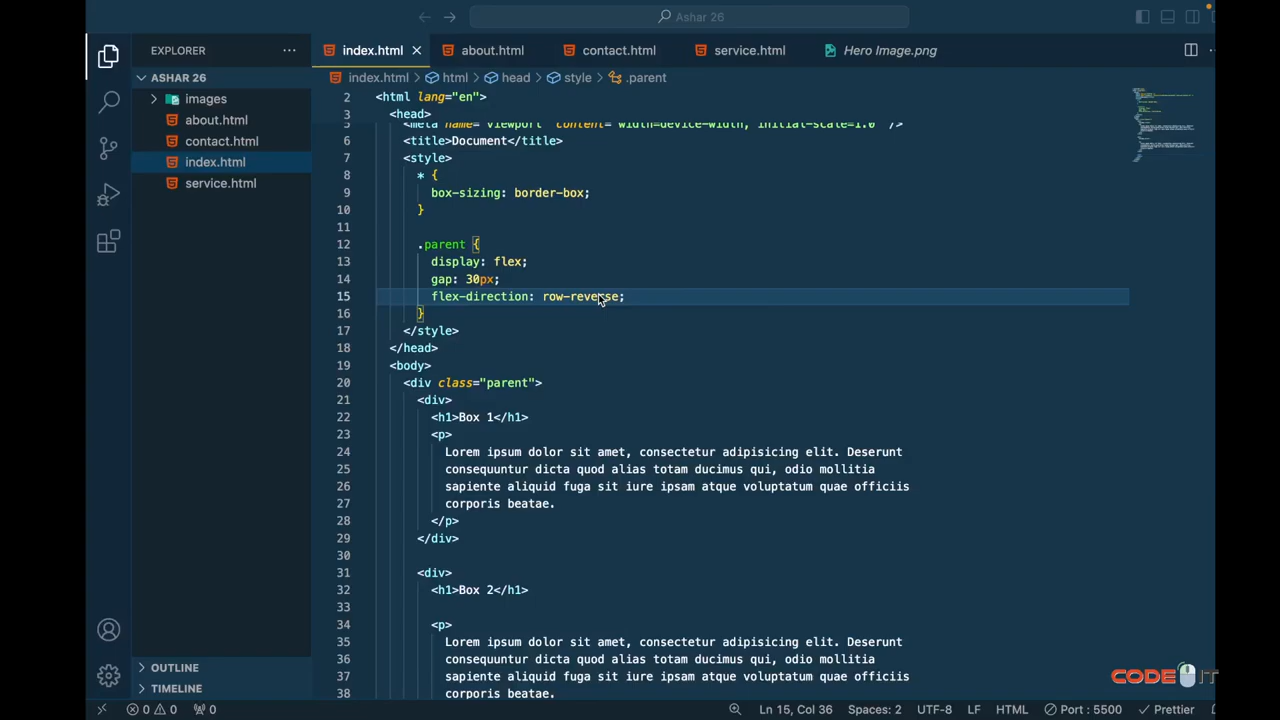 Ashar 26
EXPLORER
index.html
about.html
contact.html
service.html
Hero Image.png
ASHAR 26
index.html > html > head > style > .parent
images
about.html
contact.html
index.html
service.html
2 <html lang="en">
3 <head>
5 <meta name="viewport" content="width=device-width, initial-scale=1.0" />
6 <title>Document</title>
7 <style>
8 * {
9 box-sizing: border-box;
10 }
11
12 .parent {
13 display: flex;
14 gap: 30px;
15 flex-direction: row-reverse;
16 }
17 </style>
18 </head>
19 <body>
20 <div class="parent">
21 <div>
22 <h1>Box 1</h1>
23 <p>
24 Lorem ipsum dolor sit amet, consectetur adipisicing elit. Deserunt
25 consequuntur dicta quod alias totam ducimus qui, odio mollitia
26 sapiente aliquid fuga sit iure ipsam atque voluptatum quae officiis
27 corporis beatae.
28 </p>
29 </div>
30
31 <div>
32 <h1>Box 2</h1>
33
34 <p>
35 Lorem ipsum dolor sit amet, consectetur adipisicing elit. Deserunt
36 consequuntur dicta quod alias totam ducimus qui, odio mollitia
37 sapiente aliquid fuga sit iure ipsam atque voluptatum quae officiis
38 corporis beatae.
OUTLINE
TIMELINE
CODE IT
0 0 0
Ln 15, Col 36
Spaces: 2
UTF-8
LF
HTML
Port : 5500
Prettier